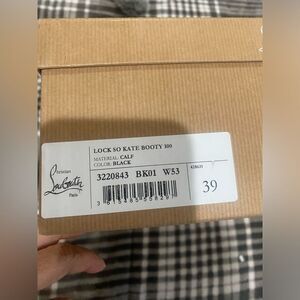 LOCK SO KATE BOOTY 100
MATERIAL: CALF
COLOR: BLACK
3220843 BK01 W53
39
Christian
Louboutin
Paris